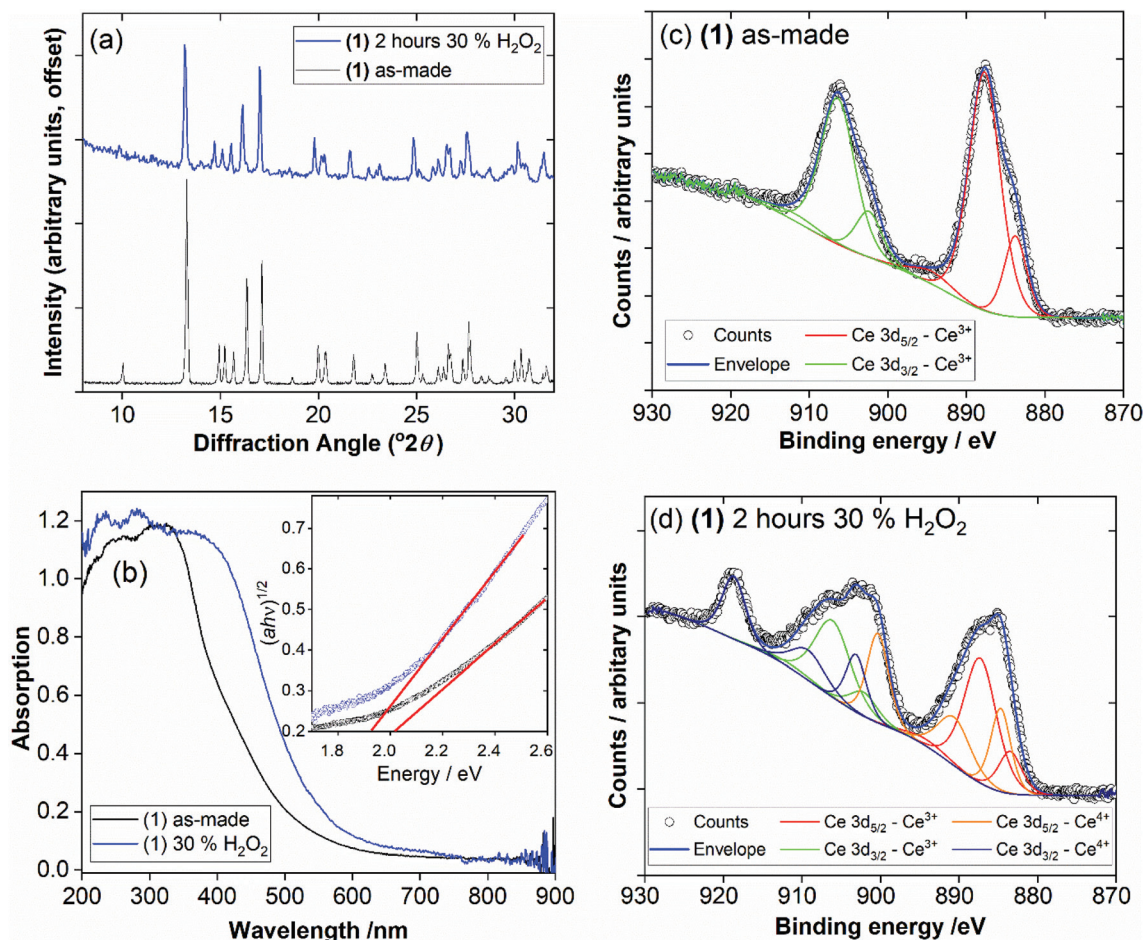 (a)
(1) 2 hours 30 % H₂O₂
(1) as-made
Intensity (arbitrary units, offset)
10 15 20 25 30
Diffraction Angle (°2θ)
(c) (1) as-made
Counts / arbitrary units
Counts
Envelope
Ce 3d5/2 - Ce³⁺
Ce 3d3/2 - Ce³⁺
930 920 910 900 890 880 870
Binding energy / eV
(b)
Absorption
1.2
1.0
0.8
0.6
0.4
0.2
0.0
(1) as-made
(1) 30 % H₂O₂
200 300 400 500 600 700 800 900
Wavelength /nm
(ahν)^1/2
0.7
0.6
0.5
0.4
0.3
0.2
1.8 2.0 2.2 2.4 2.6
Energy / eV
(d) (1) 2 hours 30 % H₂O₂
Counts / arbitary units
Counts
Envelope
Ce 3d5/2 - Ce³⁺
Ce 3d3/2 - Ce³⁺
Ce 3d5/2 - Ce⁴⁺
Ce 3d3/2 - Ce⁴⁺
930 920 910 900 890 880 870
Binding energy /eV